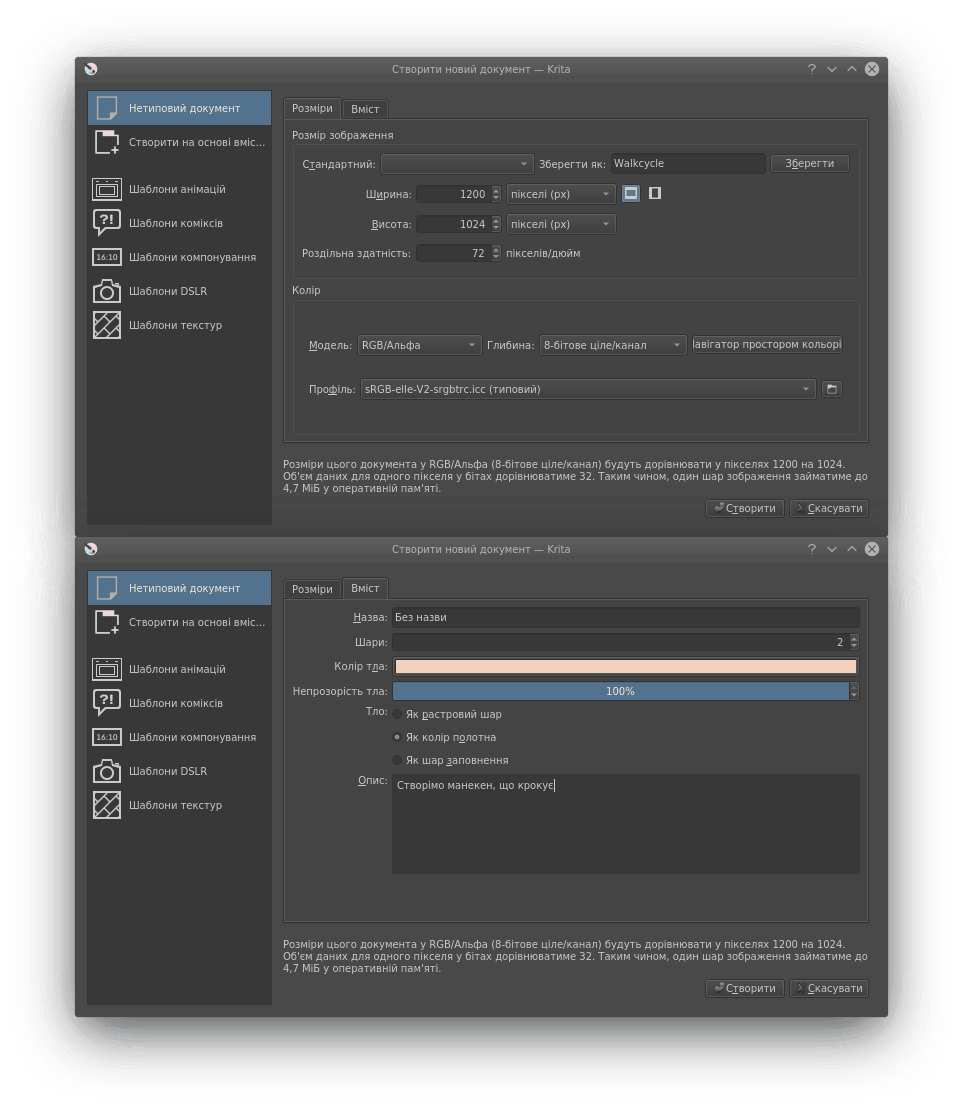 Створити новий документ — Krita
Нетиповий документ
Створити на основі вміс...
Шаблони анімацій
?! Шаблони коміксів
16:10 Шаблони компонування
Шаблони DSLR
Шаблони текстур
Розміри Вміст
Розмір зображення
Стандартний: Зберегти як: Walkcycle Зберегти
Ширина: 1200 пікселі (px)
Висота: 1024 пікселі (px)
Роздільна здатність: 72 пікселів/дюйм
Колір
Модель: RGB/Альфа Глибина: 8-бітове ціле/канал авігатор простором кольорі
Профіль: sRGB-elle-V2-srgbtrc.icc (типовий)
Розміри цього документа у RGB/Альфа (8-бітове ціле/канал) будуть дорівнювати у пікселях 1200 на 1024.
Об'єм даних для одного пікселя у бітах дорівнюватиме 32. Таким чином, один шар зображення займатиме до
4,7 МіБ у оперативній пам'яті.
Створити Скасувати
Створити новий документ — Krita
Нетиповий документ
Створити на основі вміс...
Шаблони анімацій
?! Шаблони коміксів
16:10 Шаблони компонування
Шаблони DSLR
Шаблони текстур
Розміри Вміст
Назва: Без назви
Шари: 2
Колір тла:
Непрозорість тла: 100%
Тло: Як растровий шар
Як колір полотна
Як шар заповнення
Опис: Створімо манекен, що крокує
Розміри цього документа у RGB/Альфа (8-бітове ціле/канал) будуть дорівнювати у пікселях 1200 на 1024.
Об'єм даних для одного пікселя у бітах дорівнюватиме 32. Таким чином, один шар зображення займатиме до
4,7 МіБ у оперативній пам'яті.
Створити Скасувати